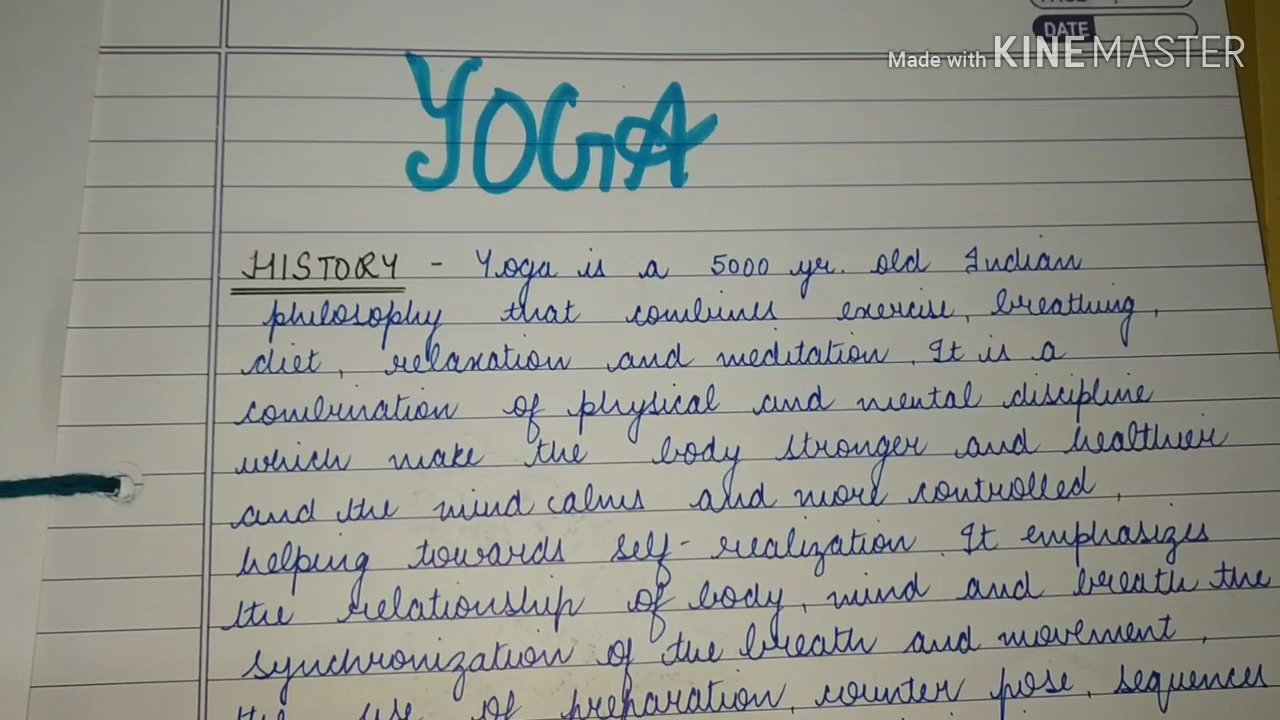 DATE
Made with KINEMASTER
YOGA
HISTORY - Yoga is a 5000 yr. old Indian
philosophy that combines exercise, breathing,
diet, relaxation and meditation. It is a
combination of physical and mental discipline
which make the body stronger and healthier
and the mind calms and more controlled,
helping towards self-realization. It emphasizes
the relationship of body, mind and breath the
synchronization of the breath and movement,
the use of preparation, counter pose, sequences